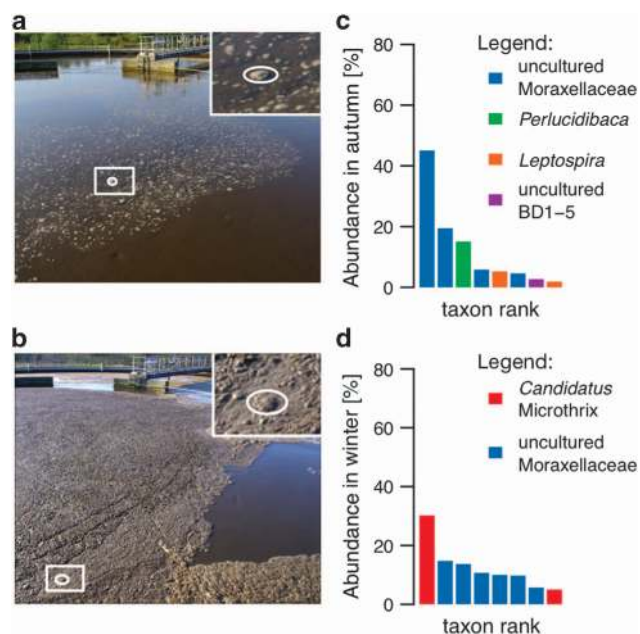 a
c
80
60
40
20
0
Abundance in autumn [%]
Legend:
uncultured
Moraxellaceae
Perlucidibaca
Leptospira
uncultured
BD1–5
taxon rank
b
d
80
60
40
20
0
Abundance in winter [%]
Legend:
Candidatus
Microthrix
uncultured
Moraxellaceae
taxon rank